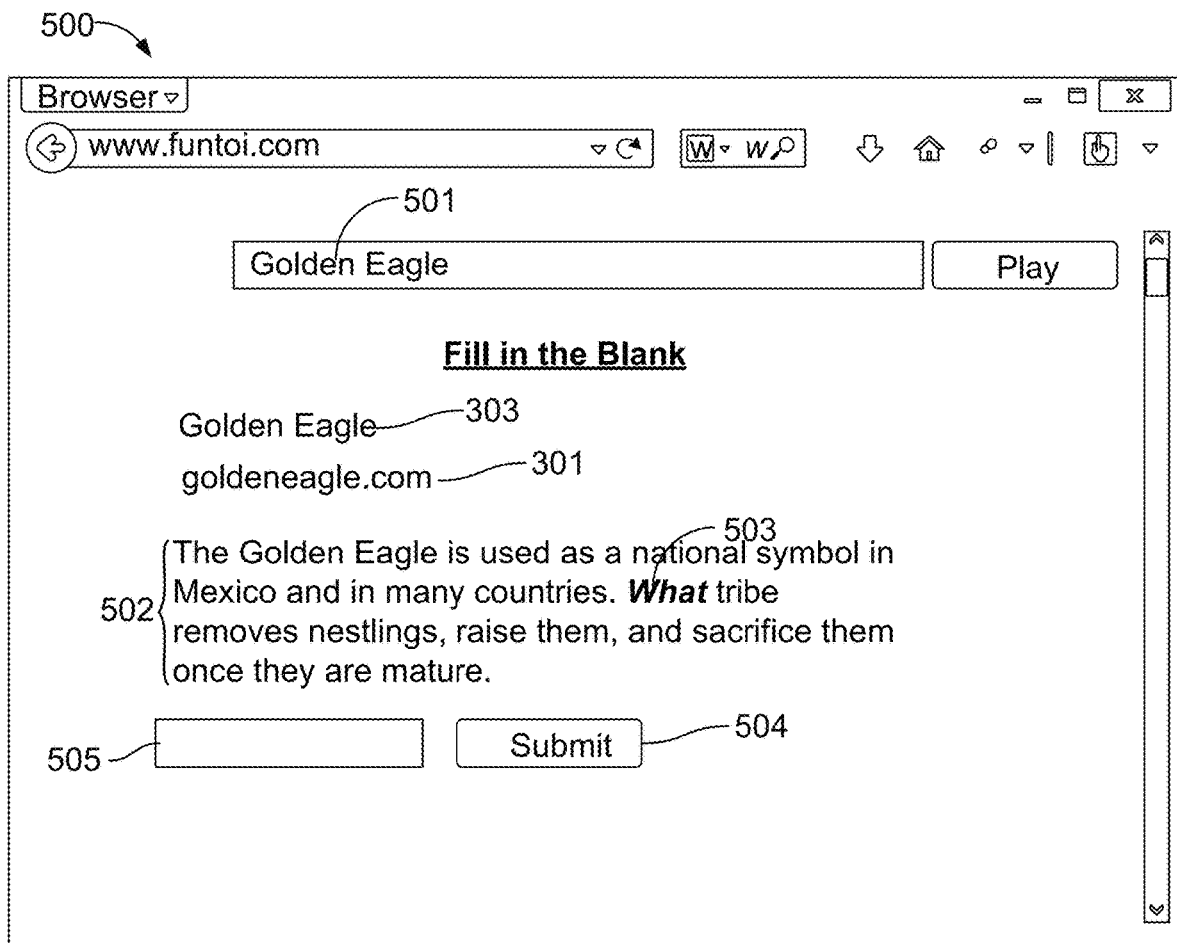 500
Browser
www.funtoi.com W W
501
Golden Eagle Play
Fill in the Blank
Golden Eagle 303
goldeneagle.com 301
503
The Golden Eagle is used as a national symbol in
Mexico and in many countries. What tribe
502
removes nestlings, raise them, and sacrifice them
once they are mature.
504
505 Submit